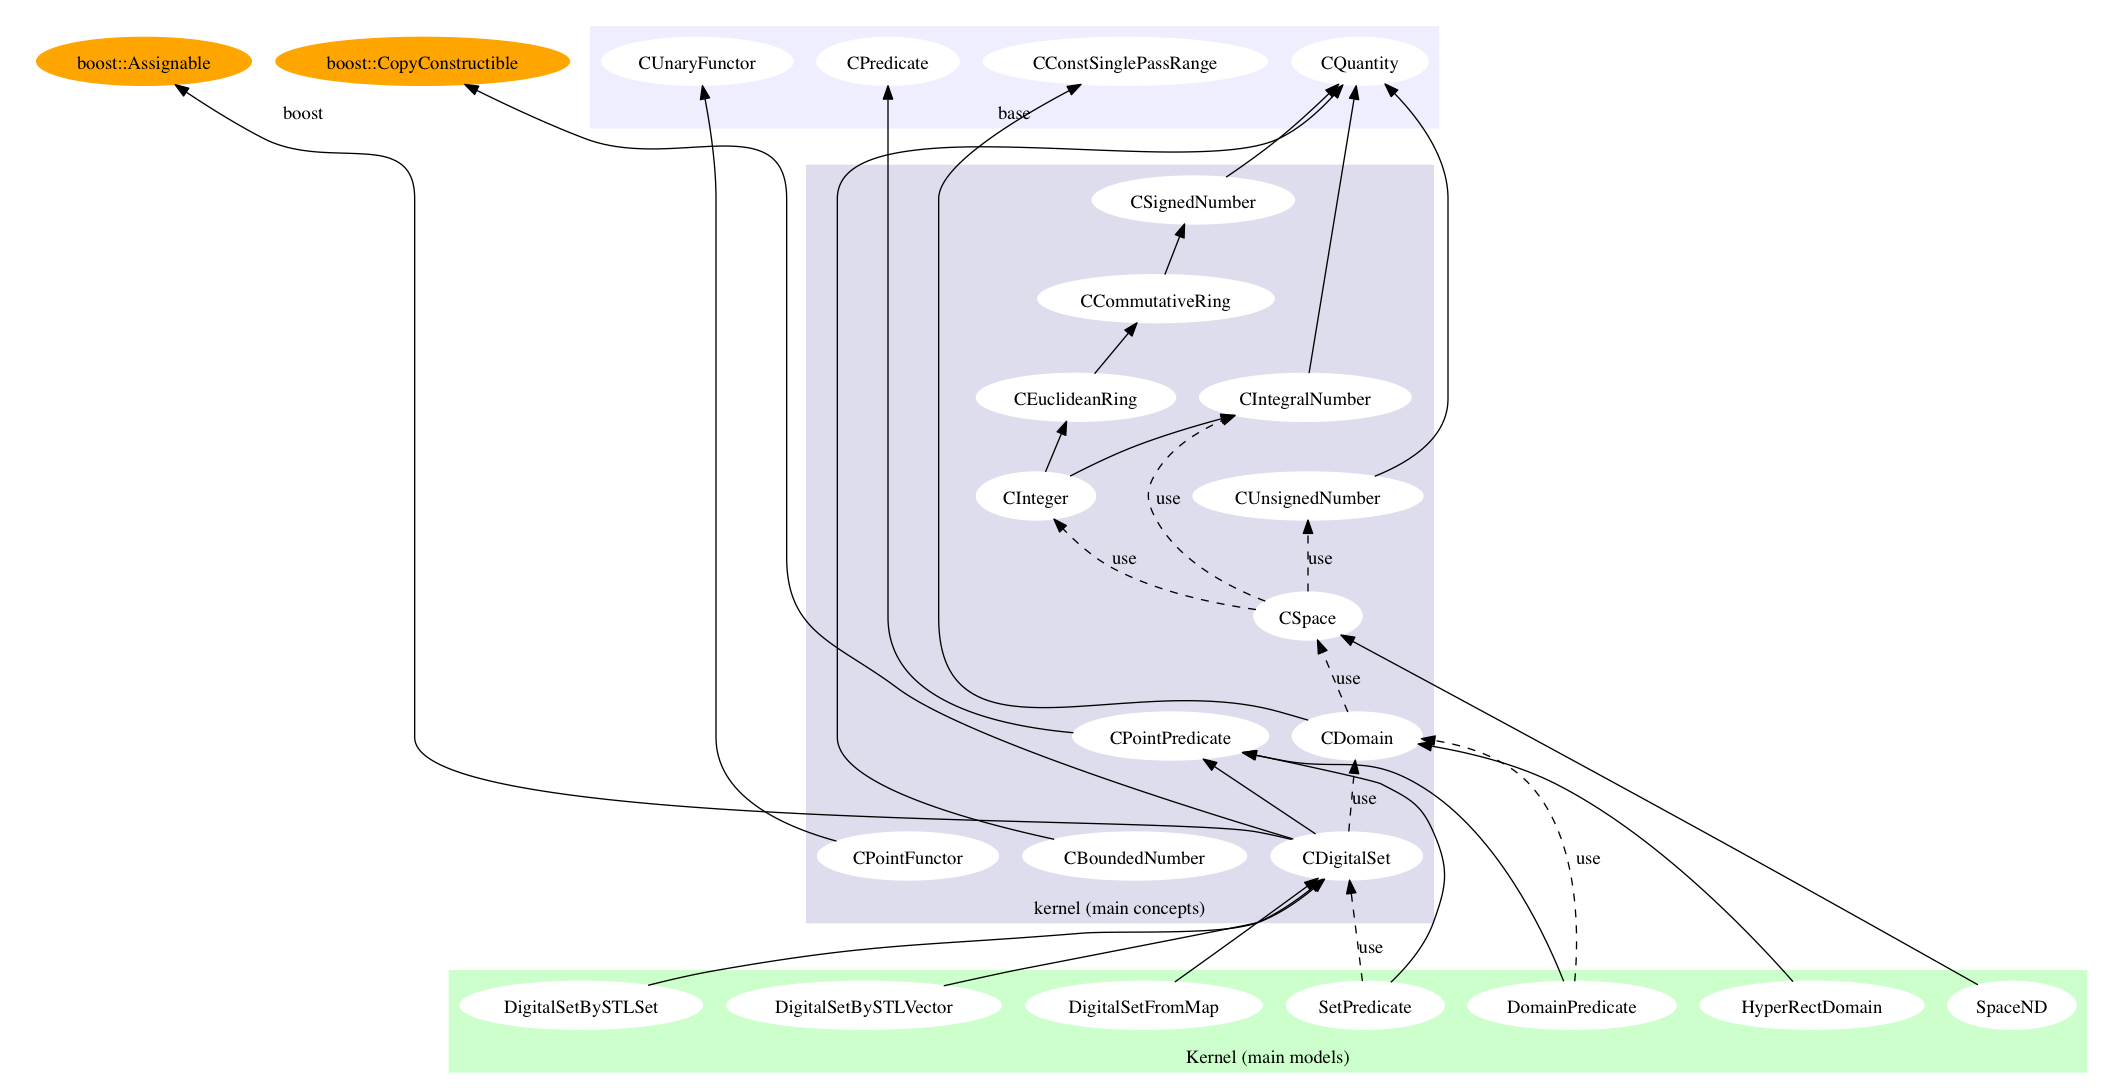 boost::Assignable
boost::CopyConstructible
CUnaryFunctor
CPredicate
CConstSinglePassRange
CQuantity
boost
base
CSignedNumber
CCommutativeRing
CEuclideanRing
CIntegralNumber
CInteger
use
CUnsignedNumber
use
use
CSpace
use
CPointPredicate
CDomain
use
CPointFunctor
CBoundedNumber
CDigitalSet
use
kernel (main concepts)
use
DigitalSetBySTLSet
DigitalSetBySTLVector
DigitalSetFromMap
SetPredicate
DomainPredicate
HyperRectDomain
SpaceND
Kernel (main models)